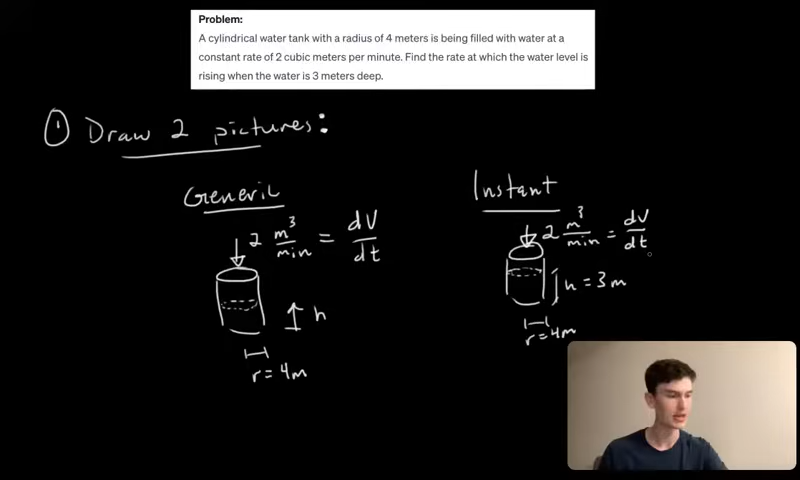 Problem:
A cylindrical water tank with a radius of 4 meters is being filled with water at a
constant rate of 2 cubic meters per minute. Find the rate at which the water level is
rising when the water is 3 meters deep.
① Draw 2 pictures:
Generic
2 m³/min = dV/dt
h
r = 4m
Instant
2 m³/min = dV/dt
h = 3m
r = 4m